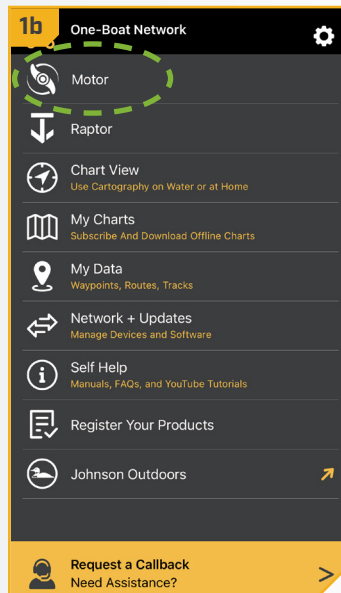 1b
One-Boat Network
Motor
Raptor
Chart View
Use Cartography on Water or at Home
My Charts
Subscribe And Download Offline Charts
My Data
Waypoints, Routes, Tracks
Network + Updates
Manage Devices and Software
Self Help
Manuals, FAQs, and YouTube Tutorials
Register Your Products
Johnson Outdoors
Request a Callback
Need Assistance?